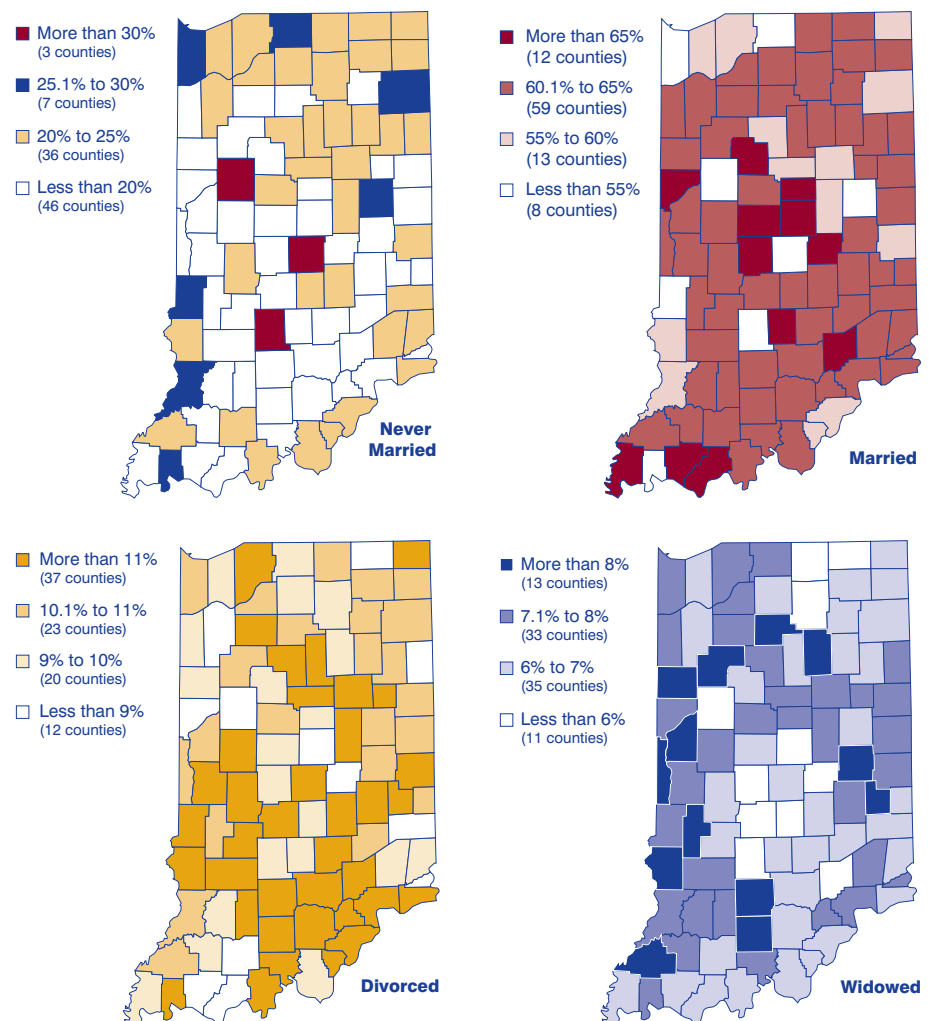 More than 30%
(3 counties)
25.1% to 30%
(7 counties)
20% to 25%
(36 counties)
Less than 20%
(46 counties)
Never
Married
More than 65%
(12 counties)
60.1% to 65%
(59 counties)
55% to 60%
(13 counties)
Less than 55%
(8 counties)
Married
More than 11%
(37 counties)
10.1% to 11%
(23 counties)
9% to 10%
(20 counties)
Less than 9%
(12 counties)
Divorced
More than 8%
(13 counties)
7.1% to 8%
(33 counties)
6% to 7%
(35 counties)
Less than 6%
(11 counties)
Widowed